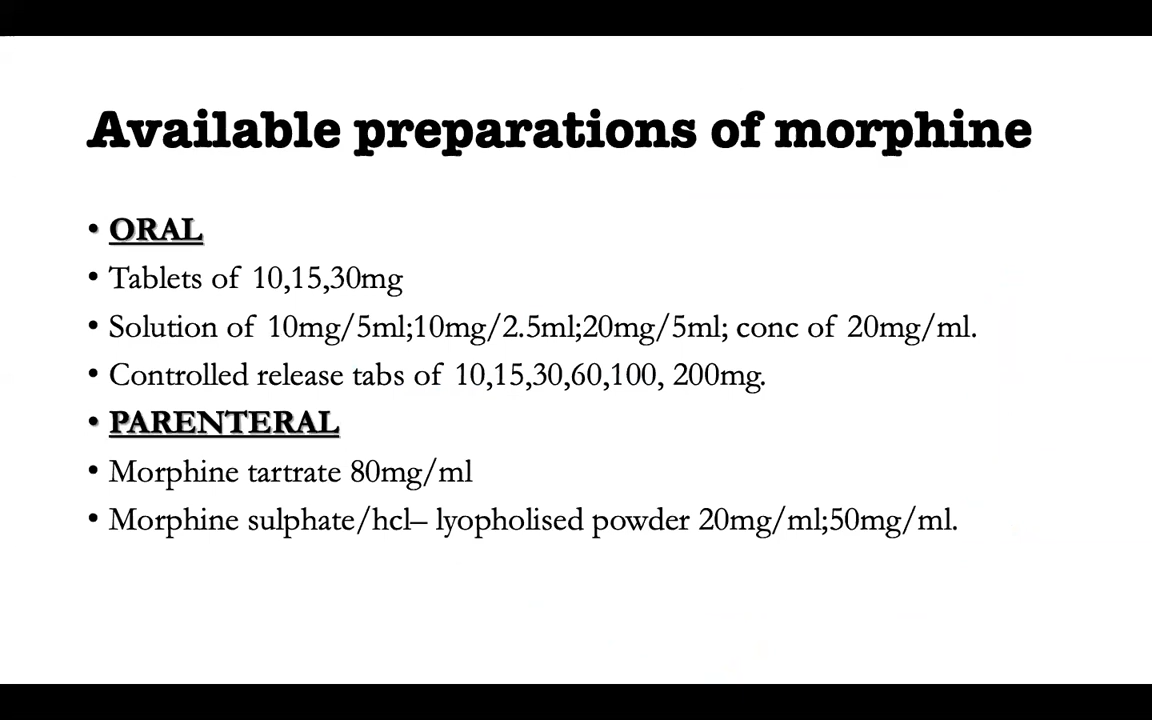 Available preparations of morphine
• ORAL
• Tablets of 10,15,30mg
• Solution of 10mg/5ml;10mg/2.5ml;20mg/5ml; conc of 20mg/ml.
• Controlled release tabs of 10,15,30,60,100, 200mg.
• PARENTERAL
• Morphine tartrate 80mg/ml
• Morphine sulphate/hcl– lyopholised powder 20mg/ml;50mg/ml.